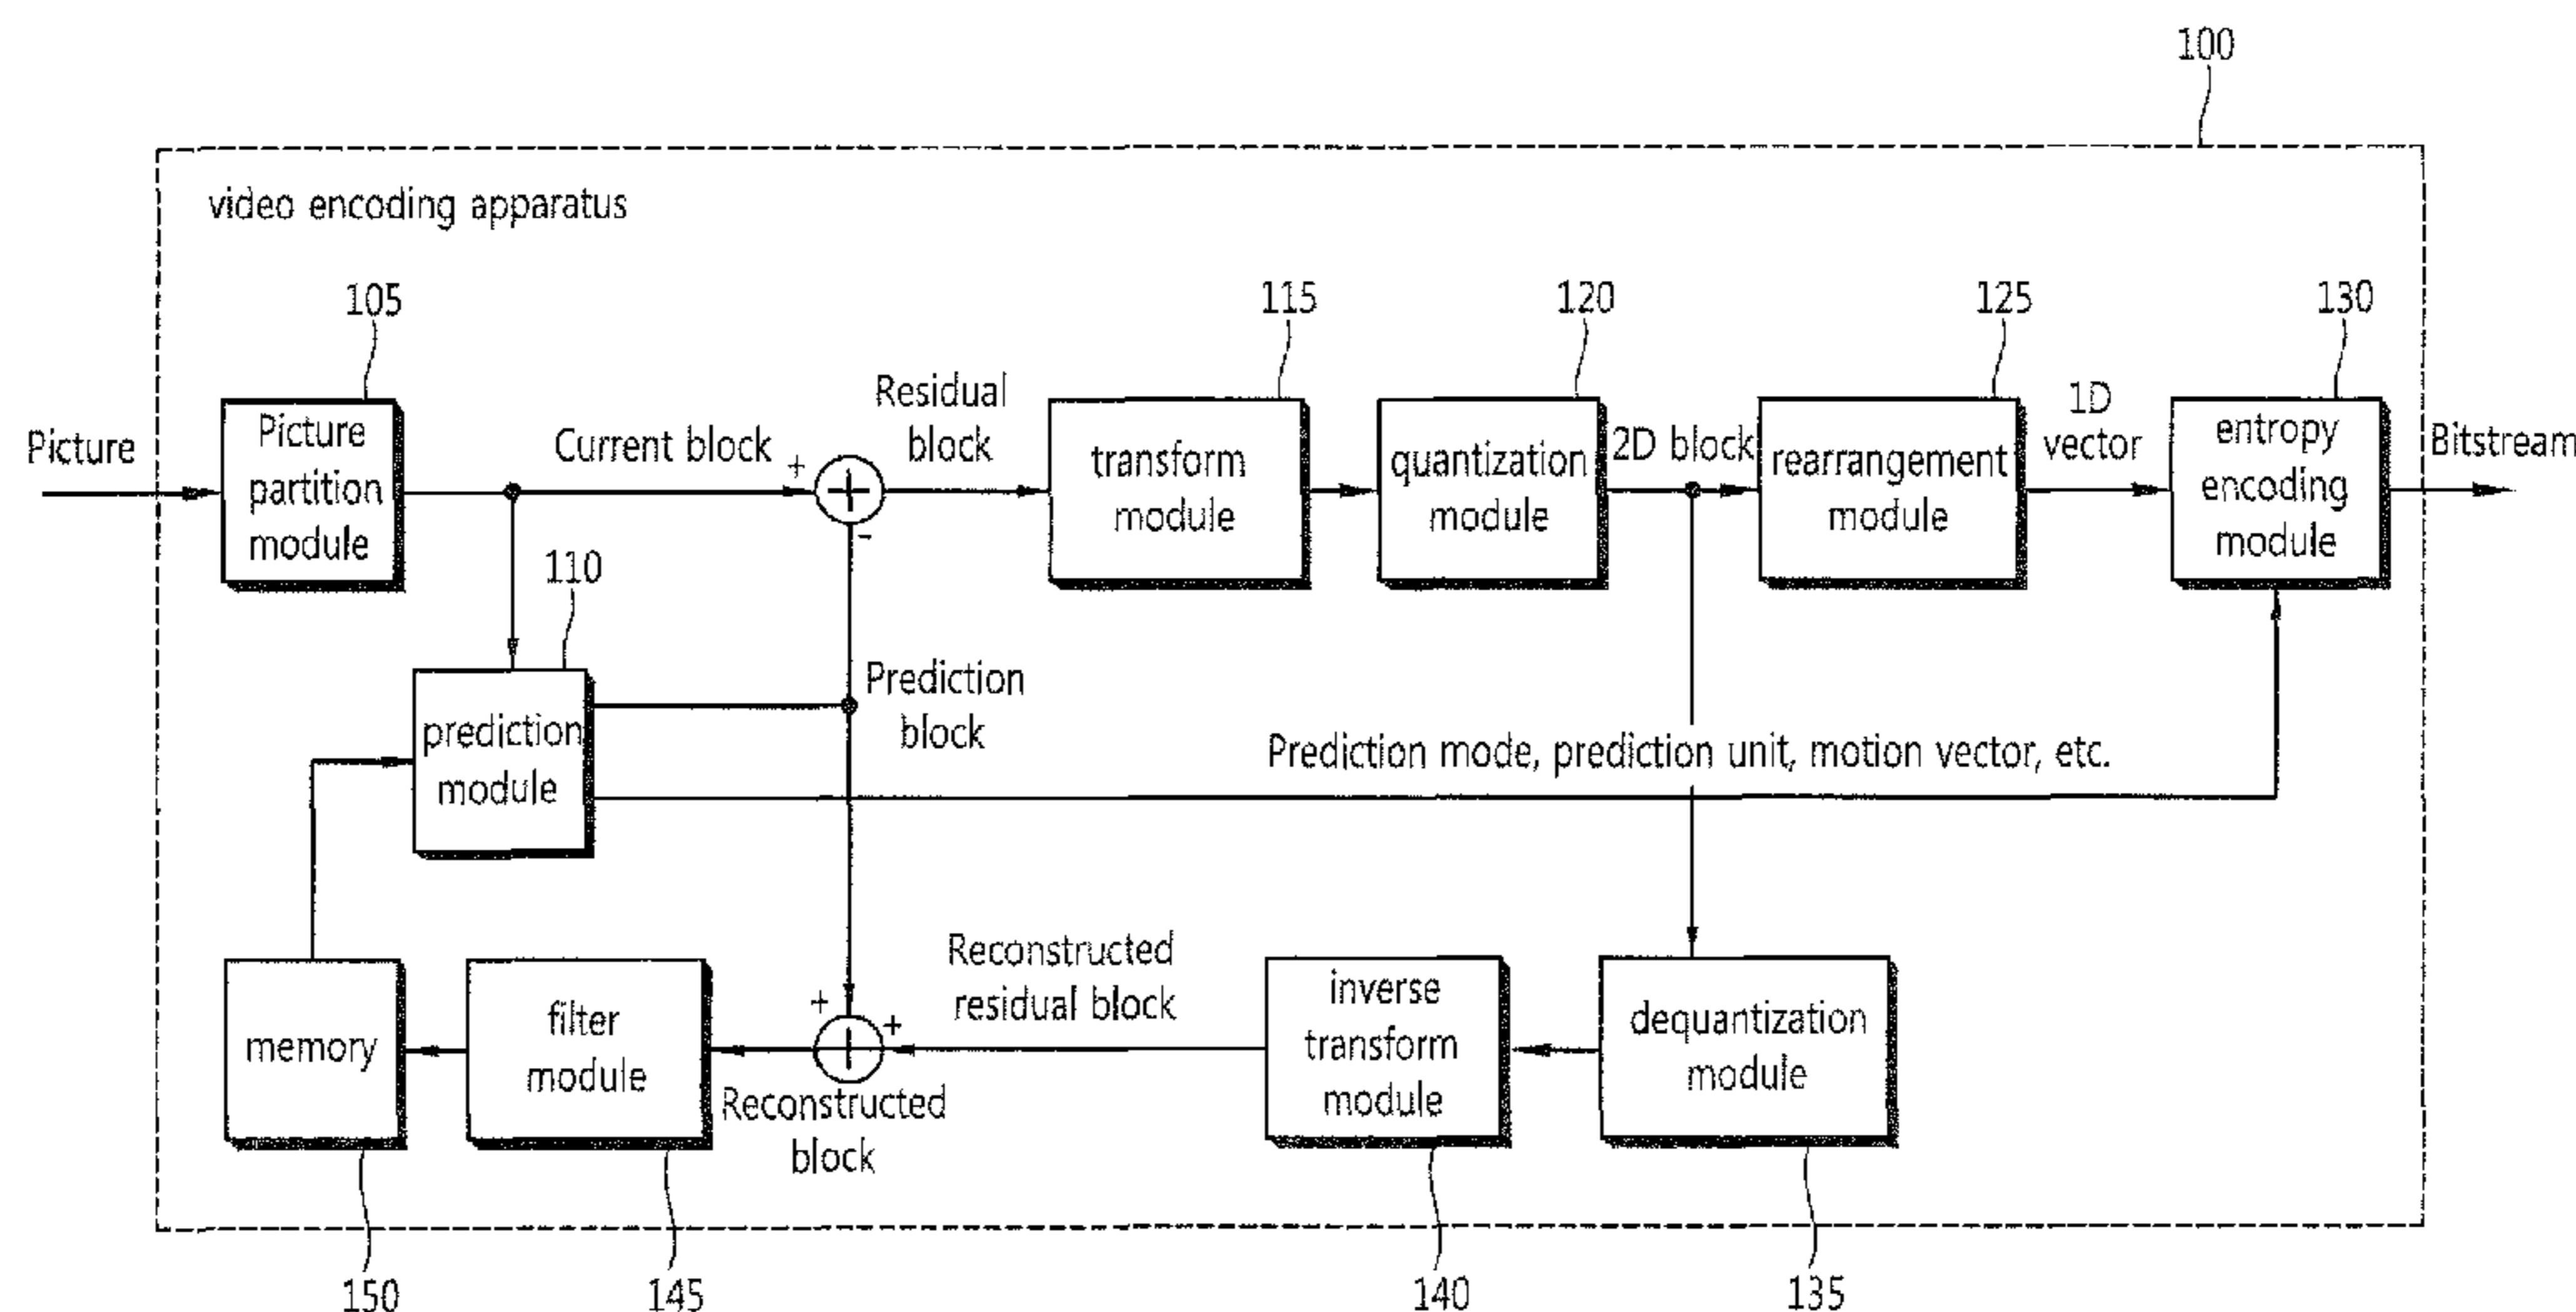 100
video encoding apparatus
105
115
120
125
130
Picture
Picture
partition
module
Current block
+
-
Residual
block
transform
module
quantization
module
2D block
rearrangement
module
1D
vector
entropy
encoding
module
Bitstream
110
prediction
module
Prediction
block
Prediction mode, prediction unit, motion vector, etc.
memory
filter
module
+
+
Reconstructed
block
Reconstructed
residual block
inverse
transform
module
dequantization
module
150
145
140
135